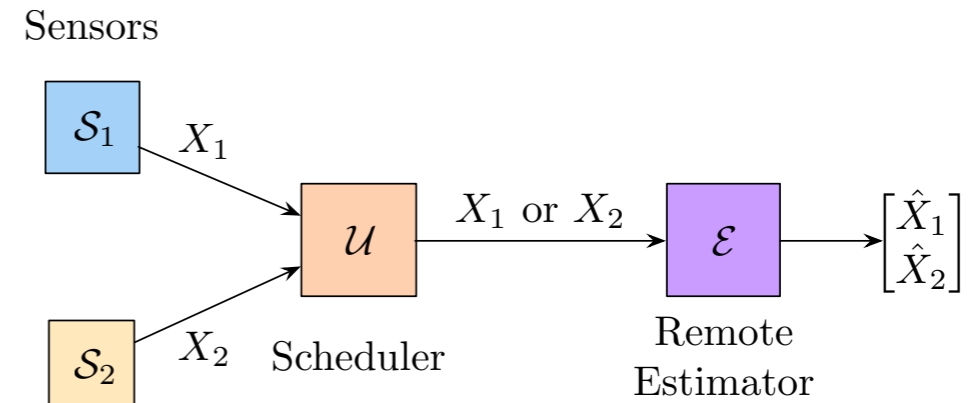 Sensors
𝒮₁
X₁
𝒰
X₁ or X₂
ℰ
X̂₁
X̂₂
𝒮₂
X₂
Scheduler
Remote
Estimator